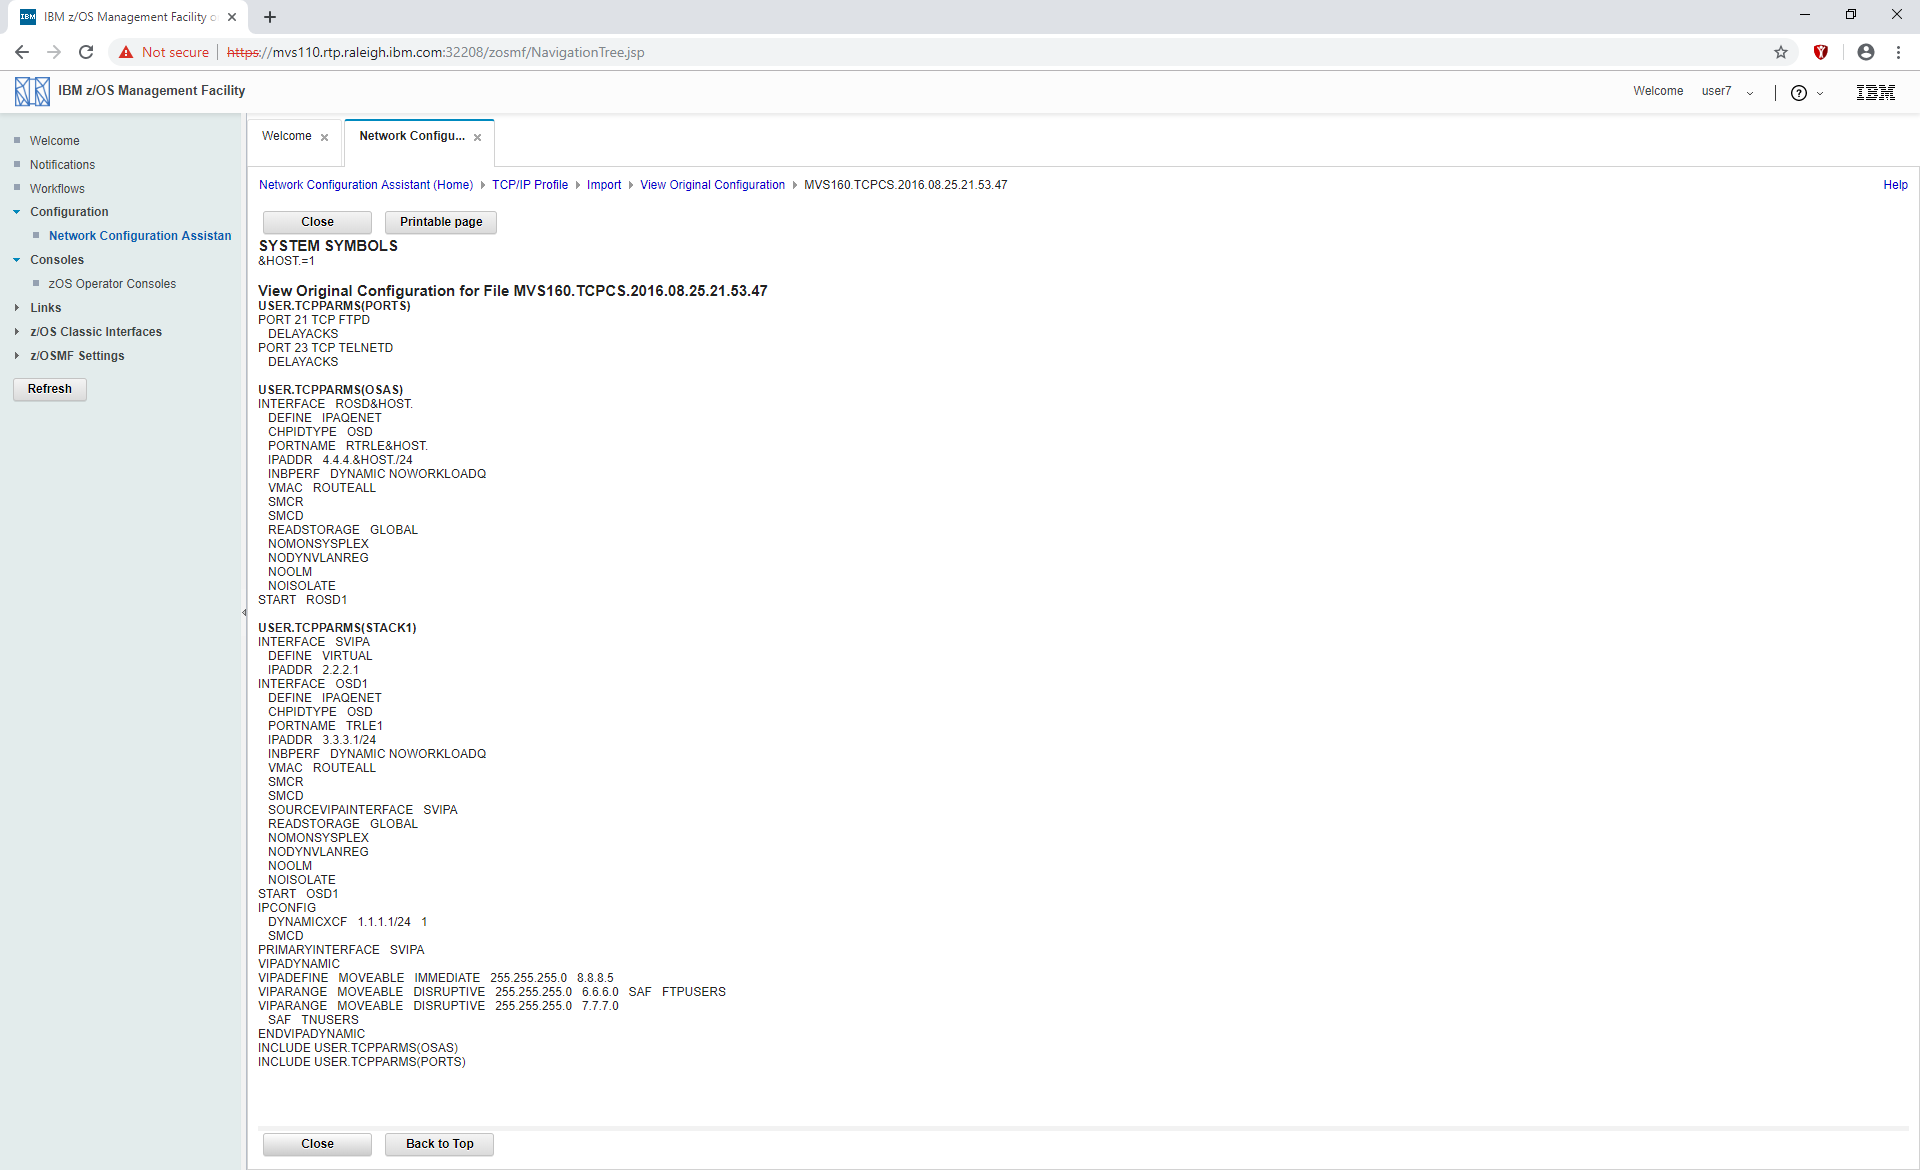 IBM
IBM z/OS Management Facility o
Not secure
https://mvs110.rtp.raleigh.ibm.com:32208/zosmf/NavigationTree.jsp
IBM z/OS Management Facility
Welcome user7
?
IBM
Welcome
Notifications
Workflows
Configuration
Network Configuration Assistan
Consoles
zOS Operator Consoles
Links
z/OS Classic Interfaces
z/OSMF Settings
Refresh
Welcome
Network Configu...
Network Configuration Assistant (Home) TCP/IP Profile Import View Original Configuration MVS160.TCPCS.2016.08.25.21.53.47
Help
Close Printable page
SYSTEM SYMBOLS
&HOST.=1
View Original Configuration for File MVS160.TCPCS.2016.08.25.21.53.47
USER.TCPPARMS(PORTS)
PORT 21 TCP FTPD
DELAYACKS
PORT 23 TCP TELNETD
DELAYACKS
USER.TCPPARMS(OSAS)
INTERFACE ROSD&HOST.
DEFINE IPAQENET
CHPIDTYPE OSD
PORTNAME RTRLE&HOST.
IPADDR 4.4.4.&HOST./24
INBPERF DYNAMIC NOWORKLOADQ
VMAC ROUTEALL
SMCR
SMCD
READSTORAGE GLOBAL
NOMONSYSPLEX
NODYNVLANREG
NOOLM
NOISOLATE
START ROSD1
USER.TCPPARMS(STACK1)
INTERFACE SVIPA
DEFINE VIRTUAL
IPADDR 2.2.2.1
INTERFACE OSD1
DEFINE IPAQENET
CHPIDTYPE OSD
PORTNAME TRLE1
IPADDR 3.3.3.1/24
INBPERF DYNAMIC NOWORKLOADQ
VMAC ROUTEALL
SMCR
SMCD
SOURCEVIPAINTERFACE SVIPA
READSTORAGE GLOBAL
NOMONSYSPLEX
NODYNVLANREG
NOOLM
NOISOLATE
START OSD1
IPCONFIG
DYNAMICXCF 1.1.1.1/24 1
SMCD
PRIMARYINTERFACE SVIPA
VIPADYNAMIC
VIPADEFINE MOVEABLE IMMEDIATE 255.255.255.0 8.8.8.5
VIPARANGE MOVEABLE DISRUPTIVE 255.255.255.0 6.6.6.0 SAF FTPUSERS
VIPARANGE MOVEABLE DISRUPTIVE 255.255.255.0 7.7.7.0
SAF TNUSERS
ENDVIPADYNAMIC
INCLUDE USER.TCPPARMS(OSAS)
INCLUDE USER.TCPPARMS(PORTS)
Close Back to Top